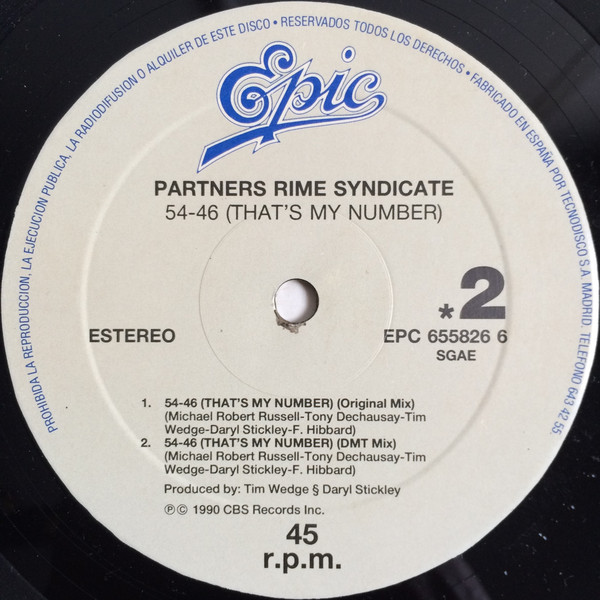 PROHIBIDA LA REPRODUCCION, LA EJECUCION PUBLICA, LA RADIODIFUSION O ALQUILER DE ESTE DISCO • RESERVADOS TODOS LOS DERECHOS • FABRICADO EN ESPAÑA POR TECNODISCO S.A. MADRID. TELEFONO 643 42 55.
Epic
PARTNERS RIME SYNDICATE
54-46 (THAT'S MY NUMBER)
*2
ESTEREO
EPC 655826 6
SGAE
1. 54-46 (THAT'S MY NUMBER) (Original Mix)
(Michael Robert Russell-Tony Dechausay-Tim
Wedge-Daryl Stickley-F. Hibbard)
2. 54-46 (THAT'S MY NUMBER) (DMT Mix)
(Michael Robert Russell-Tony Dechausay-Tim
Wedge-Daryl Stickley-F. Hibbard)
Produced by: Tim Wedge § Daryl Stickley
℗ © 1990 CBS Records Inc.
45
r.p.m.